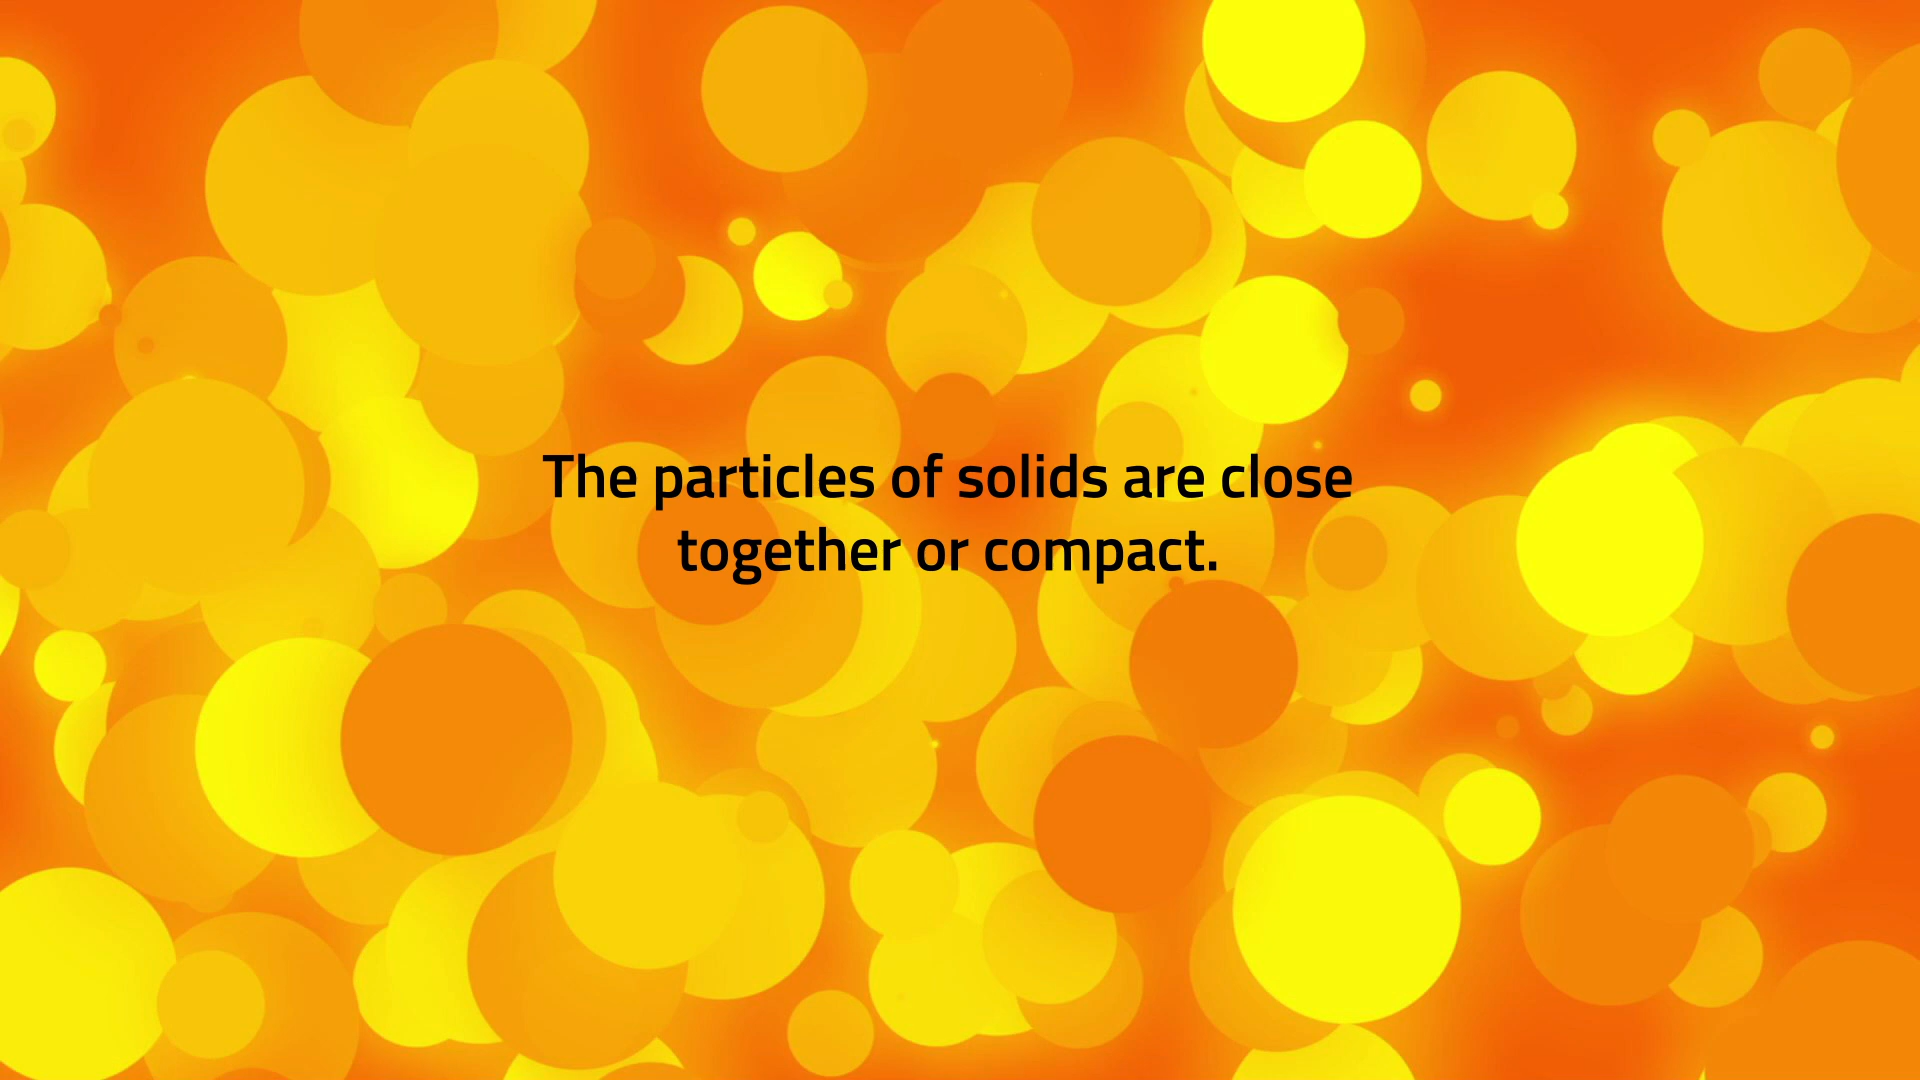 The particles of solids are close
together or compact.